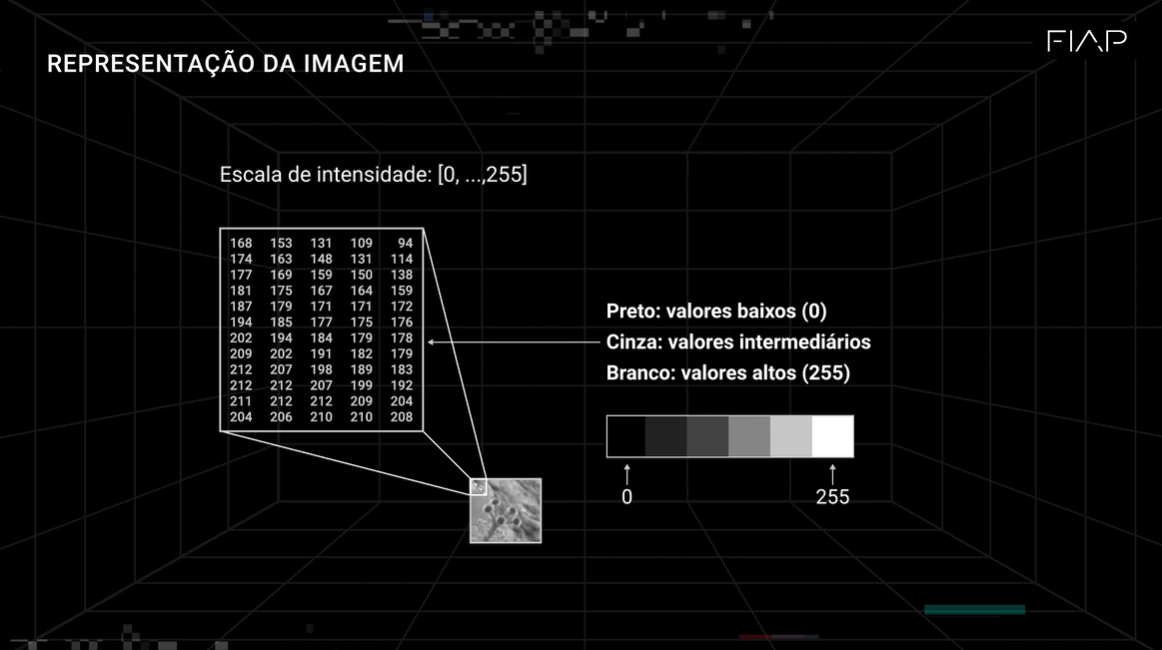 FIAP
REPRESENTAÇÃO DA IMAGEM
Escala de intensidade: [0, ...,255]
168 153 131 109 94
174 163 148 131 114
177 169 159 150 138
181 175 167 164 159
187 179 171 171 172
194 185 177 175 176
202 194 184 179 178
209 202 191 182 179
212 207 198 189 183
212 212 207 199 192
211 212 212 209 204
204 206 210 210 208
Preto: valores baixos (0)
Cinza: valores intermediários
Branco: valores altos (255)
0 255